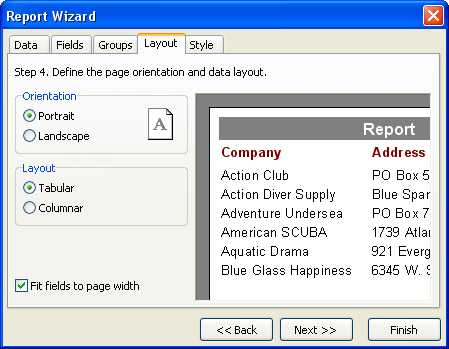 Report Wizard
Data Fields Groups Layout Style
Step 4. Define the page orientation and data layout.
Orientation
Portrait
Landscape
A
Layout
Tabular
Columnar
Fit fields to page width
Report
Company Address
Action Club PO Box 5
Action Diver Supply Blue Spar
Adventure Undersea PO Box 7
American SCUBA 1739 Atlan
Aquatic Drama 921 Everg
Blue Glass Happiness 6345 W. S
<< Back Next >> Finish